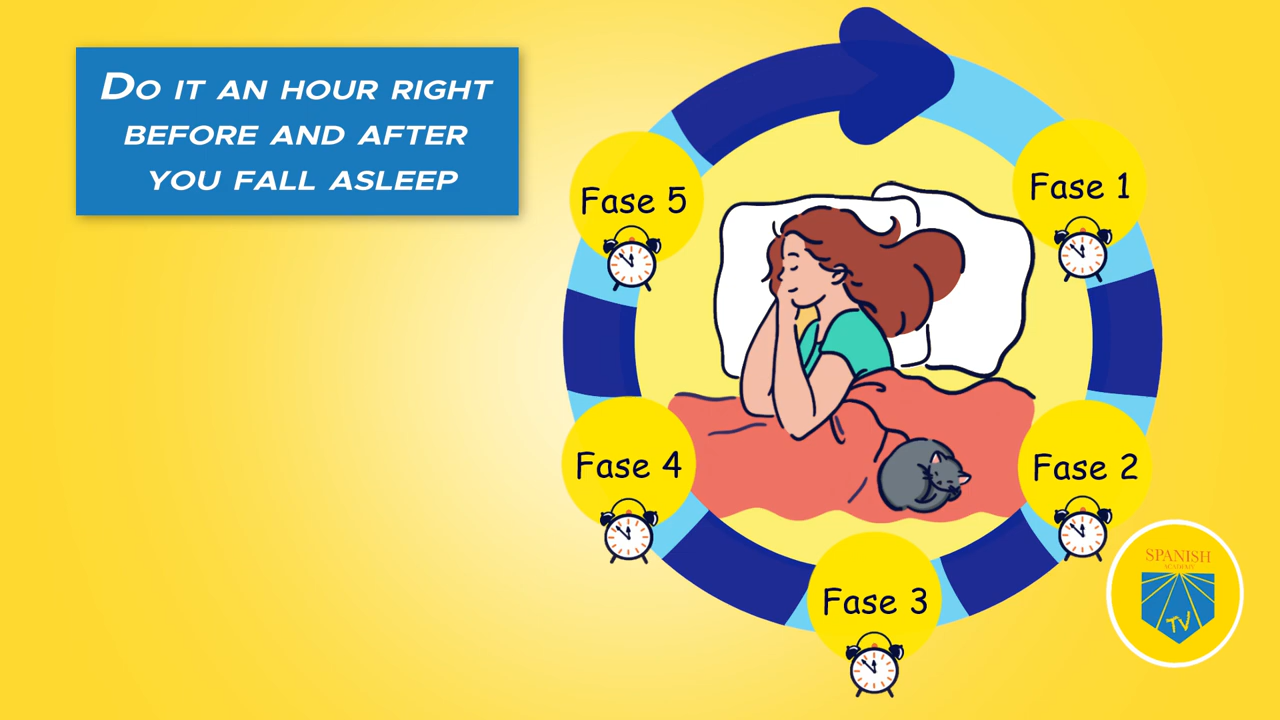 DO IT AN HOUR RIGHT
BEFORE AND AFTER
YOU FALL ASLEEP
Fase 1
Fase 2
Fase 3
Fase 4
Fase 5
SPANISH
ACADEMY
TV